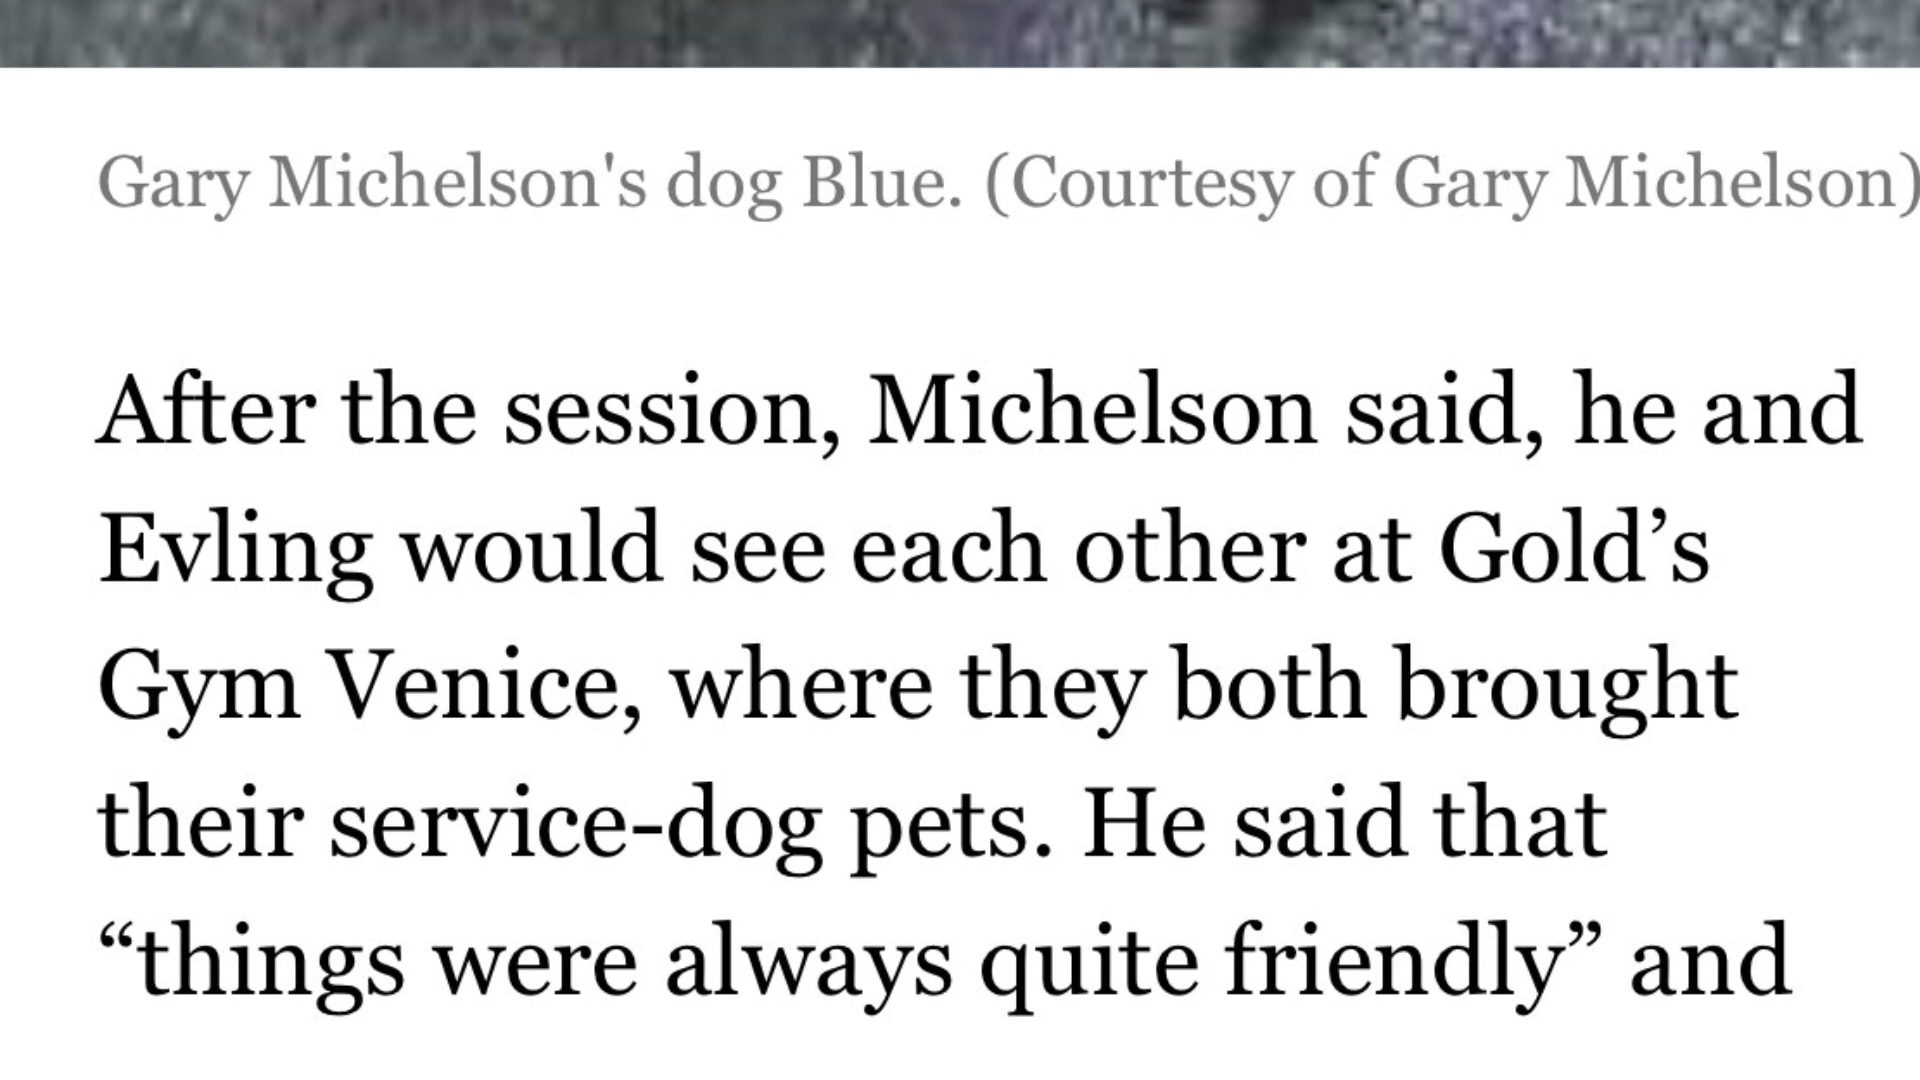 Gary Michelson's dog Blue. (Courtesy of Gary Michelson)
After the session, Michelson said, he and
Evling would see each other at Gold’s
Gym Venice, where they both brought
their service-dog pets. He said that
“things were always quite friendly” and